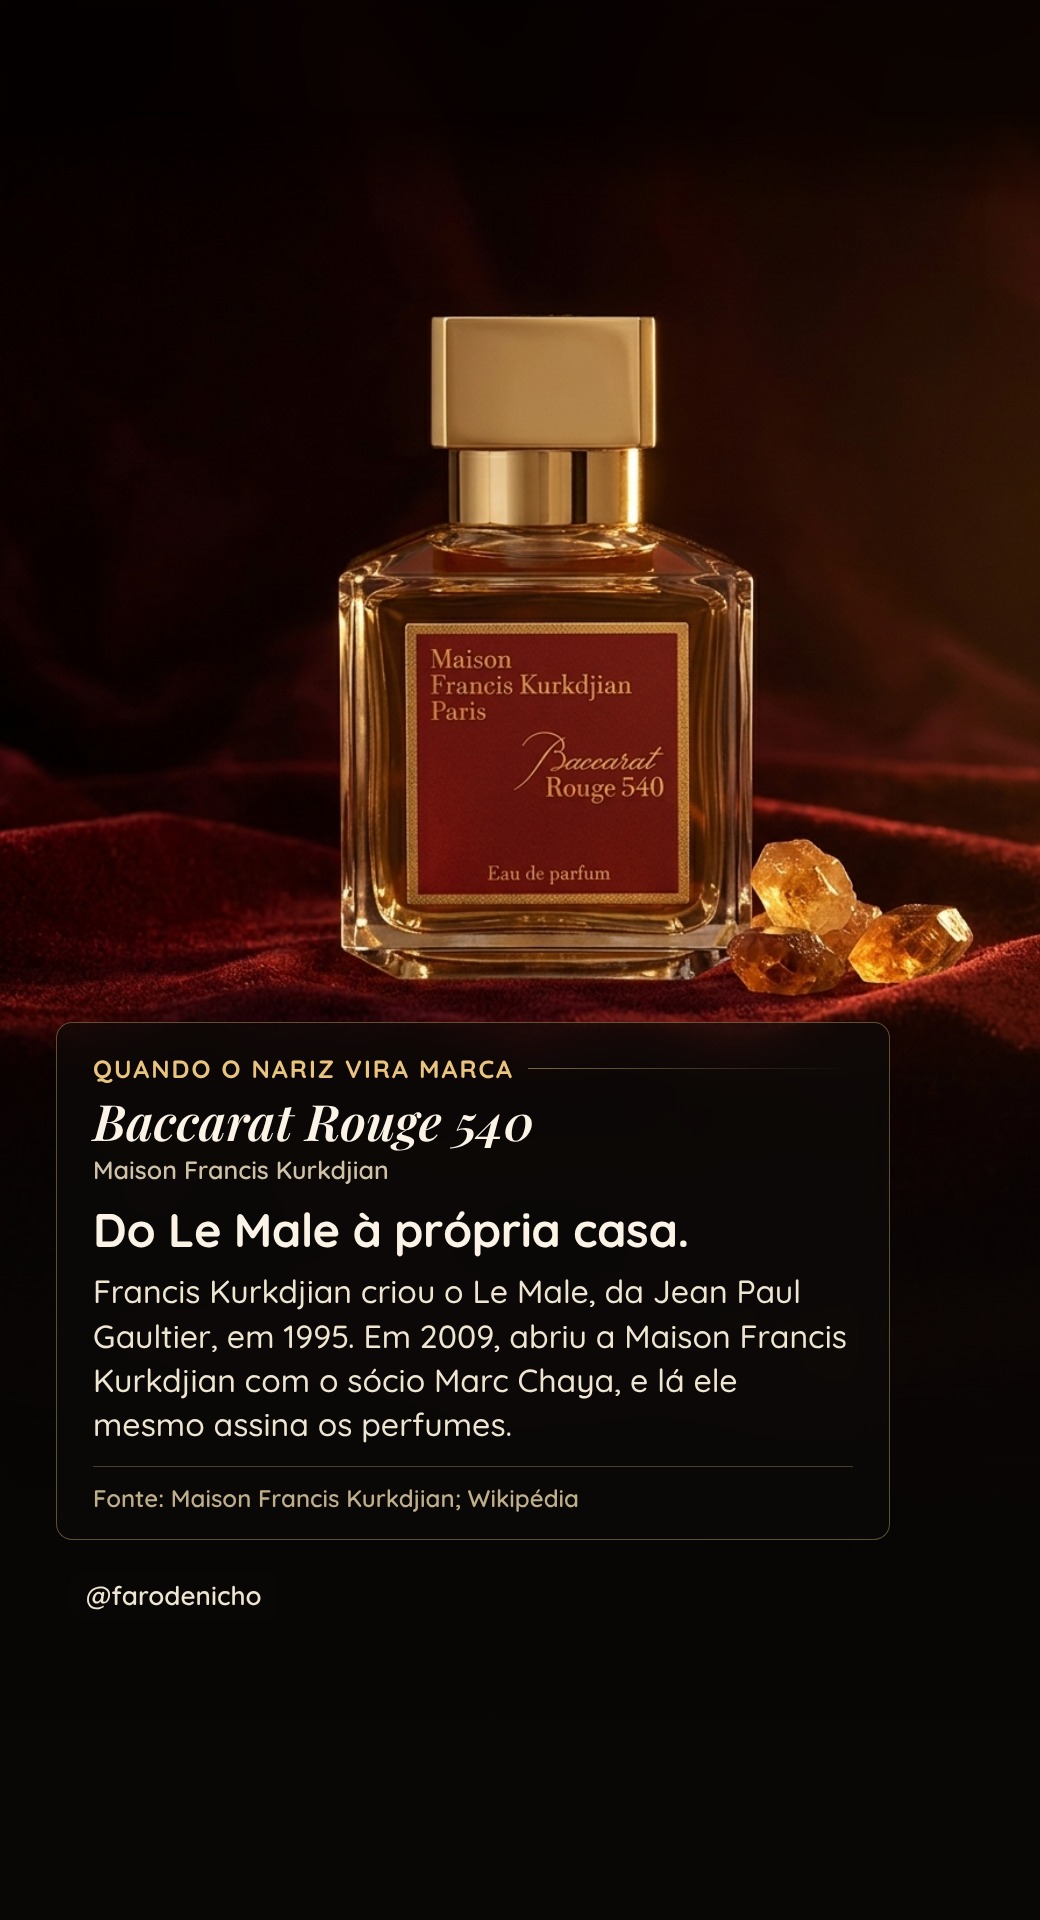 Maison
Francis Kurkdjian
Paris
Baccarat
Rouge 540
Eau de parfum
QUANDO O NARIZ VIRA MARCA
Baccarat Rouge 540
Maison Francis Kurkdjian
Do Le Male à própria casa.
Francis Kurkdjian criou o Le Male, da Jean Paul
Gaultier, em 1995. Em 2009, abriu a Maison Francis
Kurkdjian com o sócio Marc Chaya, e lá ele
mesmo assina os perfumes.
Fonte: Maison Francis Kurkdjian; Wikipédia
@farodenicho